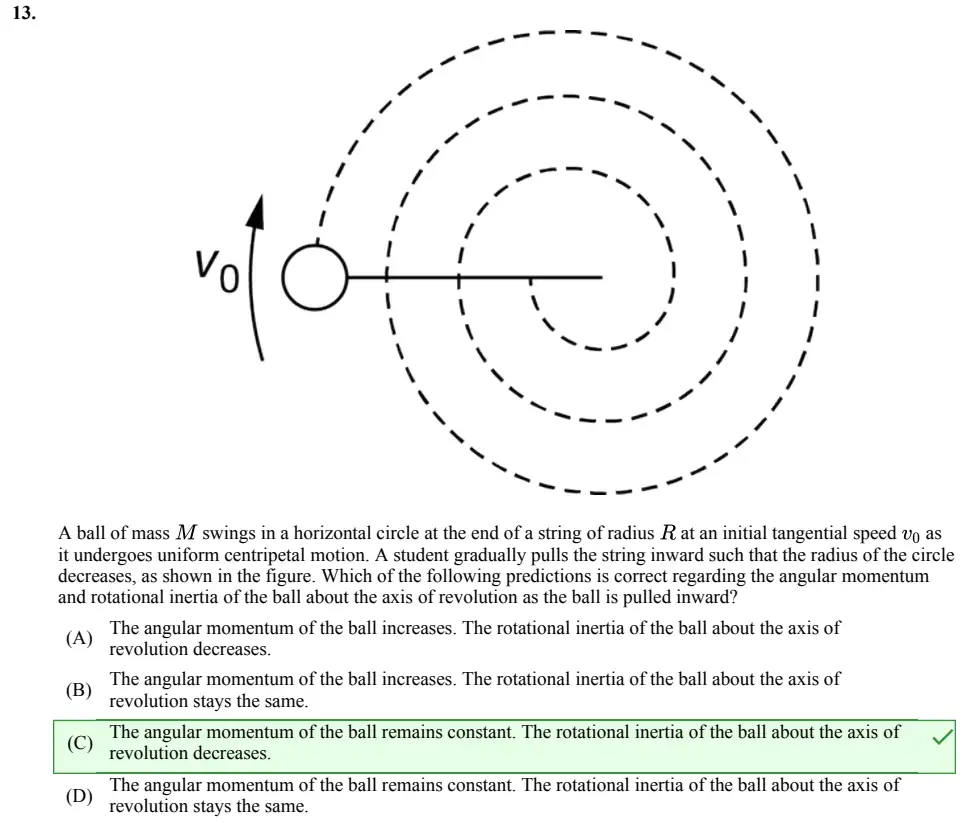 13.
v0
A ball of mass M swings in a horizontal circle at the end of a string of radius R at an initial tangential speed v0 as
it undergoes uniform centripetal motion. A student gradually pulls the string inward such that the radius of the circle
decreases, as shown in the figure. Which of the following predictions is correct regarding the angular momentum
and rotational inertia of the ball about the axis of revolution as the ball is pulled inward?
(A) The angular momentum of the ball increases. The rotational inertia of the ball about the axis of
revolution decreases.
(B) The angular momentum of the ball increases. The rotational inertia of the ball about the axis of
revolution stays the same.
(C) The angular momentum of the ball remains constant. The rotational inertia of the ball about the axis of
revolution decreases.
(D) The angular momentum of the ball remains constant. The rotational inertia of the ball about the axis of
revolution stays the same.